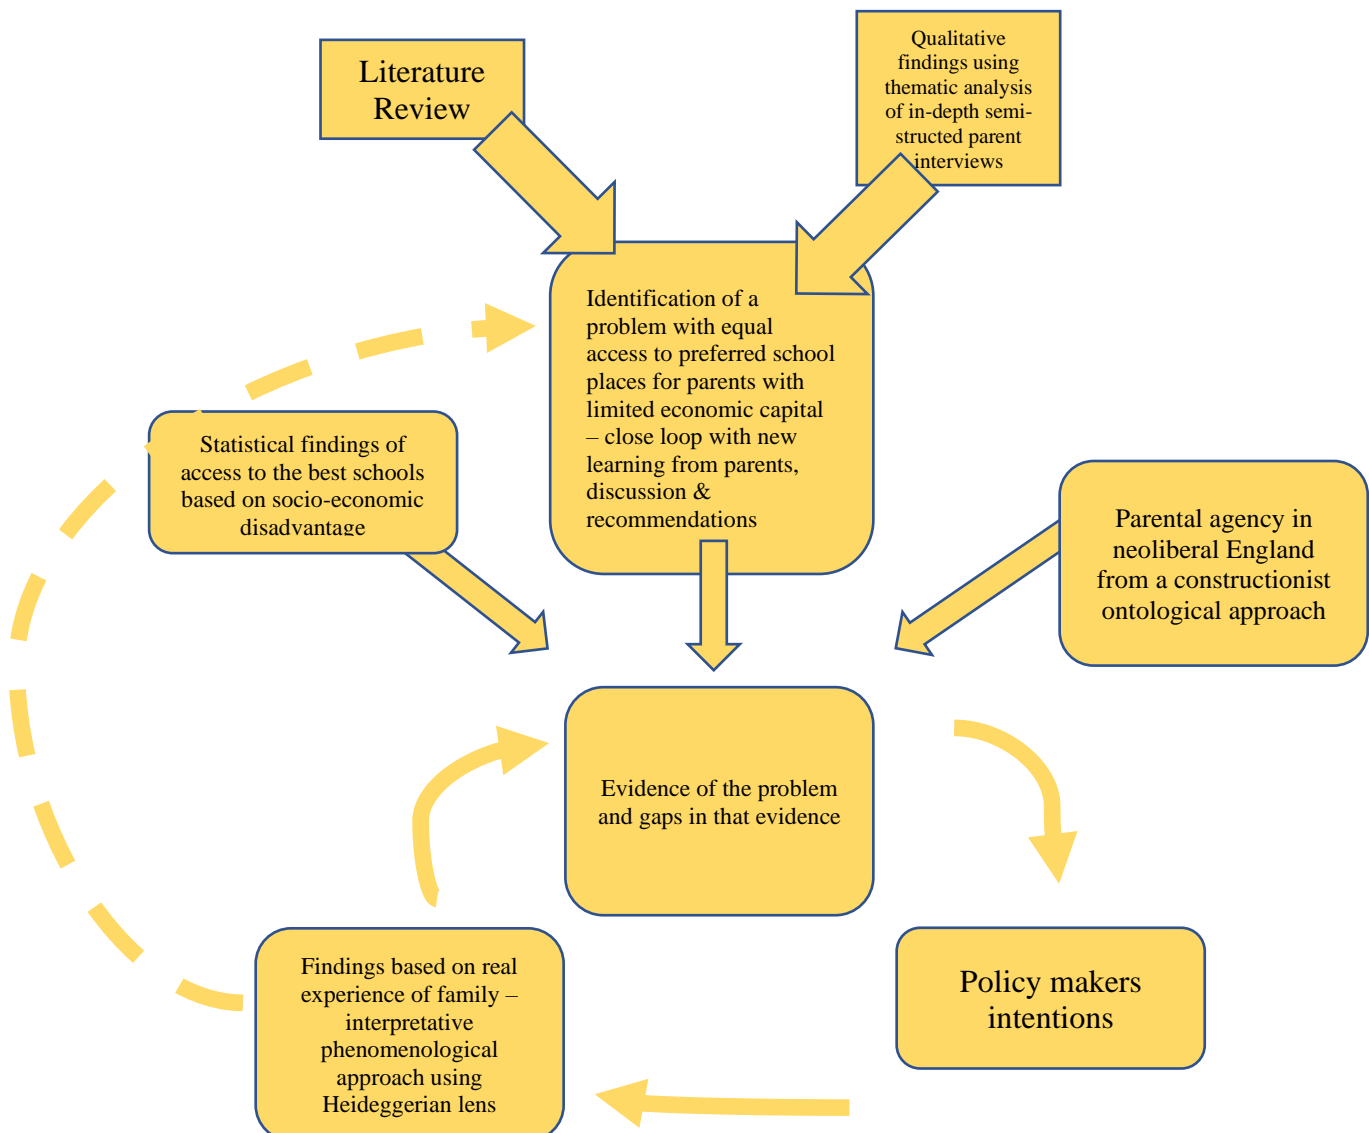 Literature
Review
Qualitative
findings using
thematic analysis
of in-depth semi-
structed parent
interviews
Identification of a
problem with equal
access to preferred school
places for parents with
limited economic capital
– close loop with new
learning from parents,
discussion &
recommendations
Statistical findings of
access to the best schools
based on socio-economic
disadvantage
Parental agency in
neoliberal England
from a constructionist
ontological approach
Evidence of the problem
and gaps in that evidence
Findings based on real
experience of family –
interpretative
phenomenological
approach using
Heideggerian lens
Policy makers
intentions